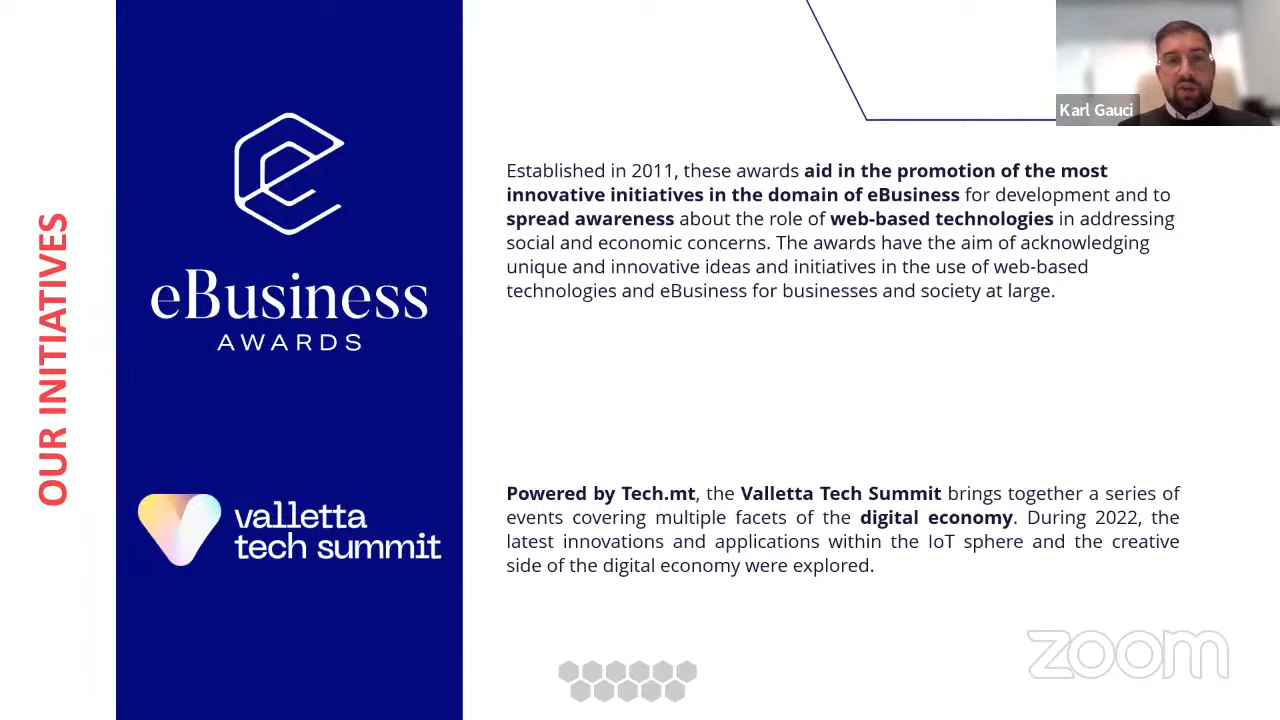 OUR INITIATIVES
eBusiness
AWARDS
valletta
tech summit
Established in 2011, these awards aid in the promotion of the most
innovative initiatives in the domain of eBusiness for development and to
spread awareness about the role of web-based technologies in addressing
social and economic concerns. The awards have the aim of acknowledging
unique and innovative ideas and initiatives in the use of web-based
technologies and eBusiness for businesses and society at large.
Powered by Tech.mt, the Valletta Tech Summit brings together a series of
events covering multiple facets of the digital economy. During 2022, the
latest innovations and applications within the IoT sphere and the creative
side of the digital economy were explored.
Karl Gauci
zoom